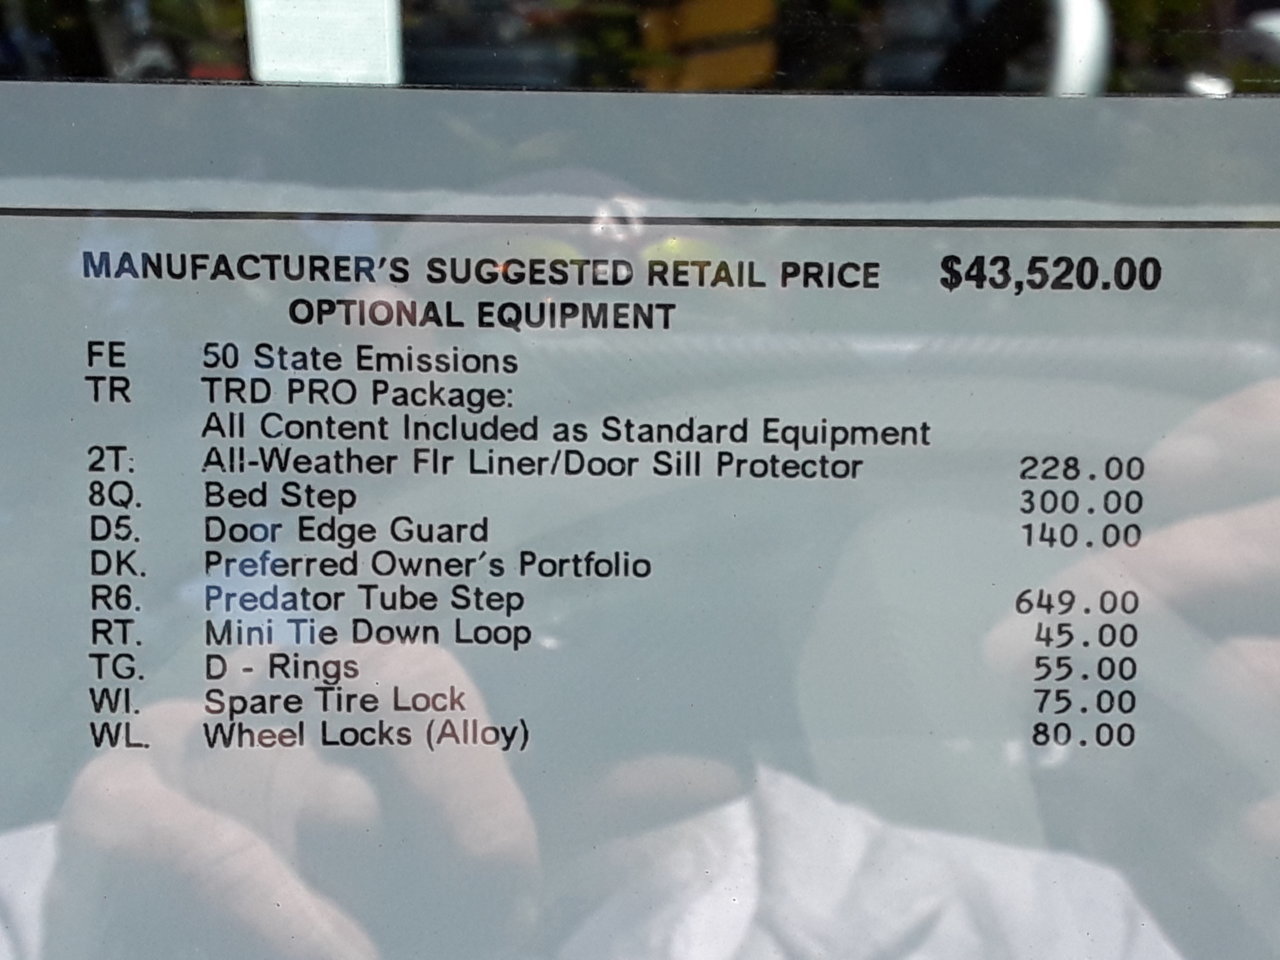 MANUFACTURER'S SUGGESTED RETAIL PRICE $43,520.00
OPTIONAL EQUIPMENT
FE 50 State Emissions
TR TRD PRO Package:
All Content Included as Standard Equipment
2T. All-Weather Flr Liner/Door Sill Protector 228.00
8Q. Bed Step 300.00
D5. Door Edge Guard 140.00
DK. Preferred Owner's Portfolio
R6. Predator Tube Step 649.00
RT. Mini Tie Down Loop 45.00
TG. D - Rings 55.00
WI. Spare Tire Lock 75.00
WL. Wheel Locks (Alloy) 80.00